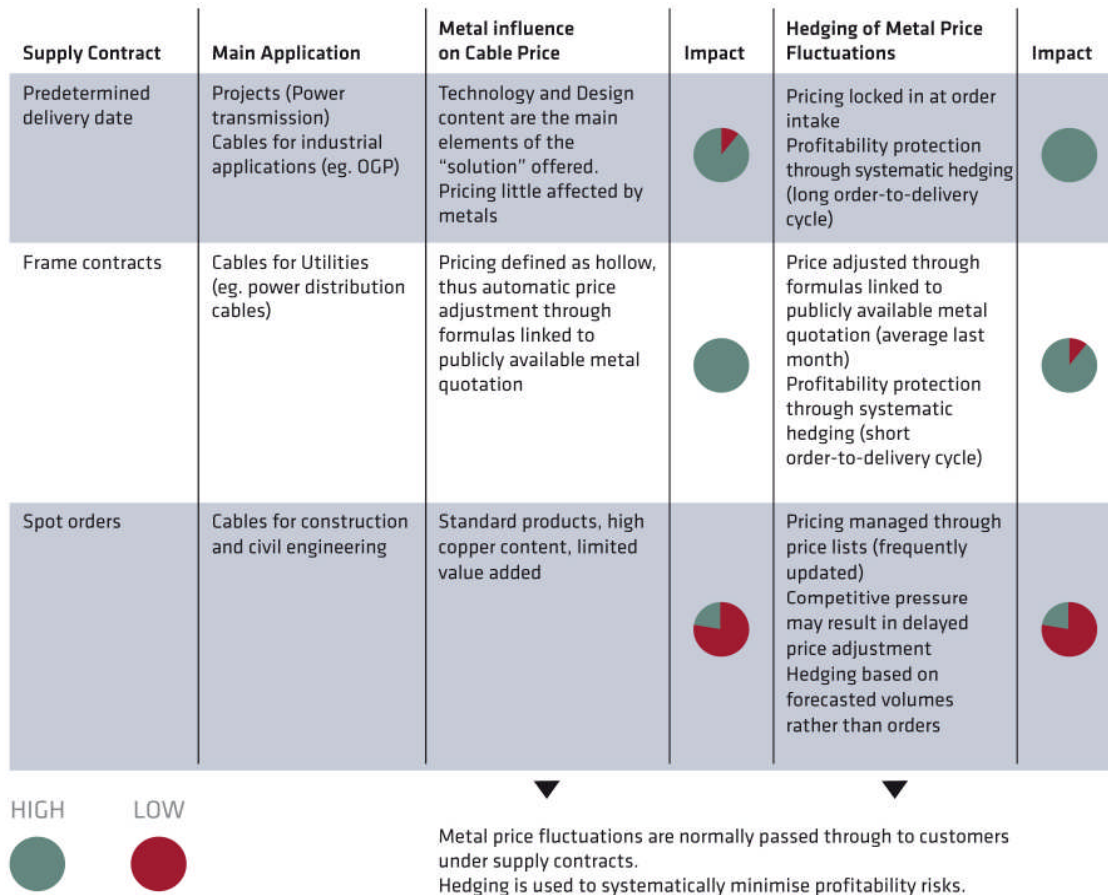 Supply Contract
Main Application
Metal influence
on Cable Price
Impact
Hedging of Metal Price
Fluctuations
Impact
Predetermined
delivery date
Projects (Power
transmission)
Cables for industrial
applications (eg. OGP)
Technology and Design
content are the main
elements of the
“solution” offered.
Pricing little affected by
metals
Pricing locked in at order
intake
Profitability protection
through systematic hedging
(long order-to-delivery
cycle)
Frame contracts
Cables for Utilities
(eg. power distribution
cables)
Pricing defined as hollow,
thus automatic price
adjustment through
formulas linked to
publicly available metal
quotation
Price adjusted through
formulas linked to
publicly available metal
quotation (average last
month)
Profitability protection
through systematic
hedging (short
order-to-delivery cycle)
Spot orders
Cables for construction
and civil engineering
Standard products, high
copper content, limited
value added
Pricing managed through
price lists (frequently
updated)
Competitive pressure
may result in delayed
price adjustment
Hedging based on
forecasted volumes
rather than orders
HIGH
LOW
Metal price fluctuations are normally passed through to customers
under supply contracts.
Hedging is used to systematically minimise profitability risks.